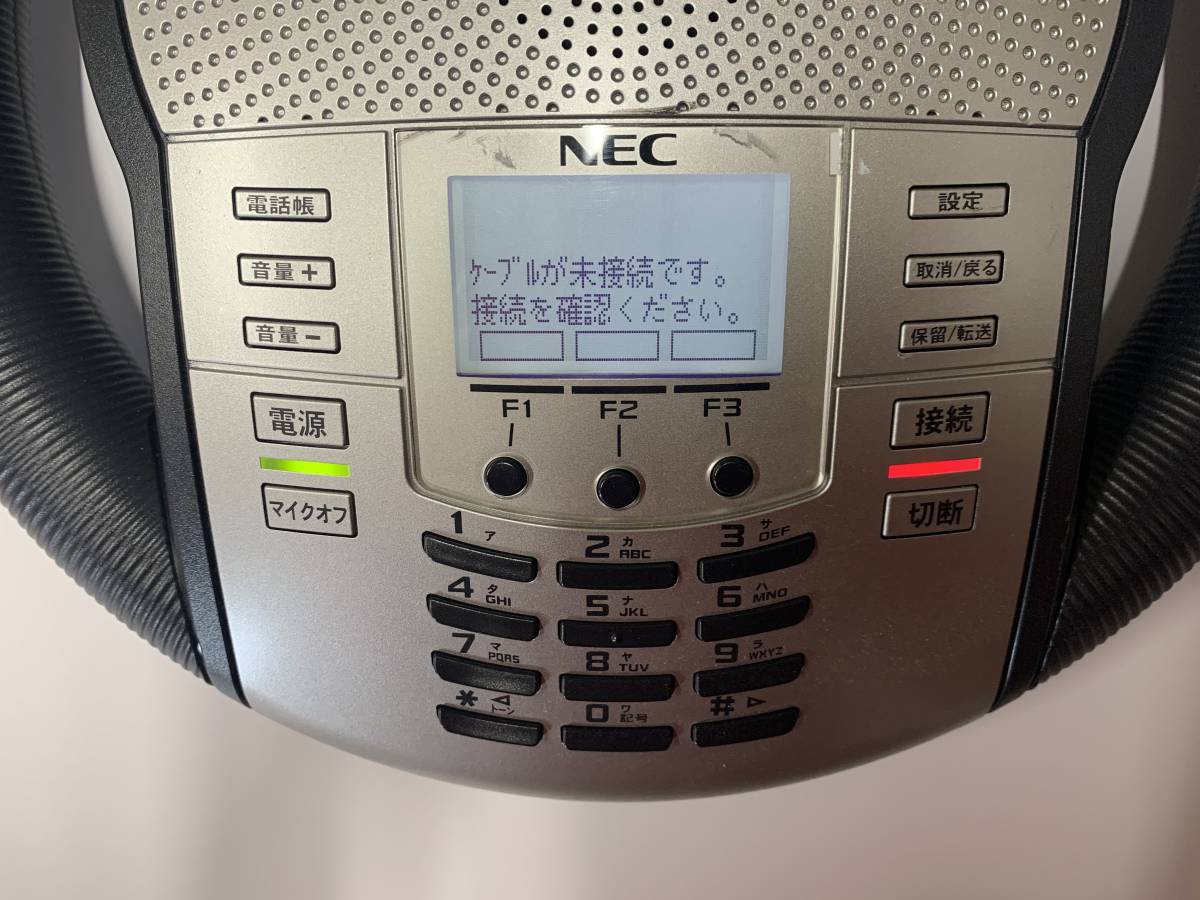 NEC
電話帳
音量+
音量-
電源
マイクオフ
ｹｰﾌﾞﾙが未接続です。
接続を確認ください。
F1
F2
F3
設定
取消/戻る
保留/転送
接続
切断
1 ア
2 カ ABC
3 サ DEF
4 タ GHI
5 ナ JKL
6 ハ MNO
7 マ PQRS
8 ヤ TUV
9 ラ WXYZ
* ◁ トーン
0 ワ 記号
# ▷